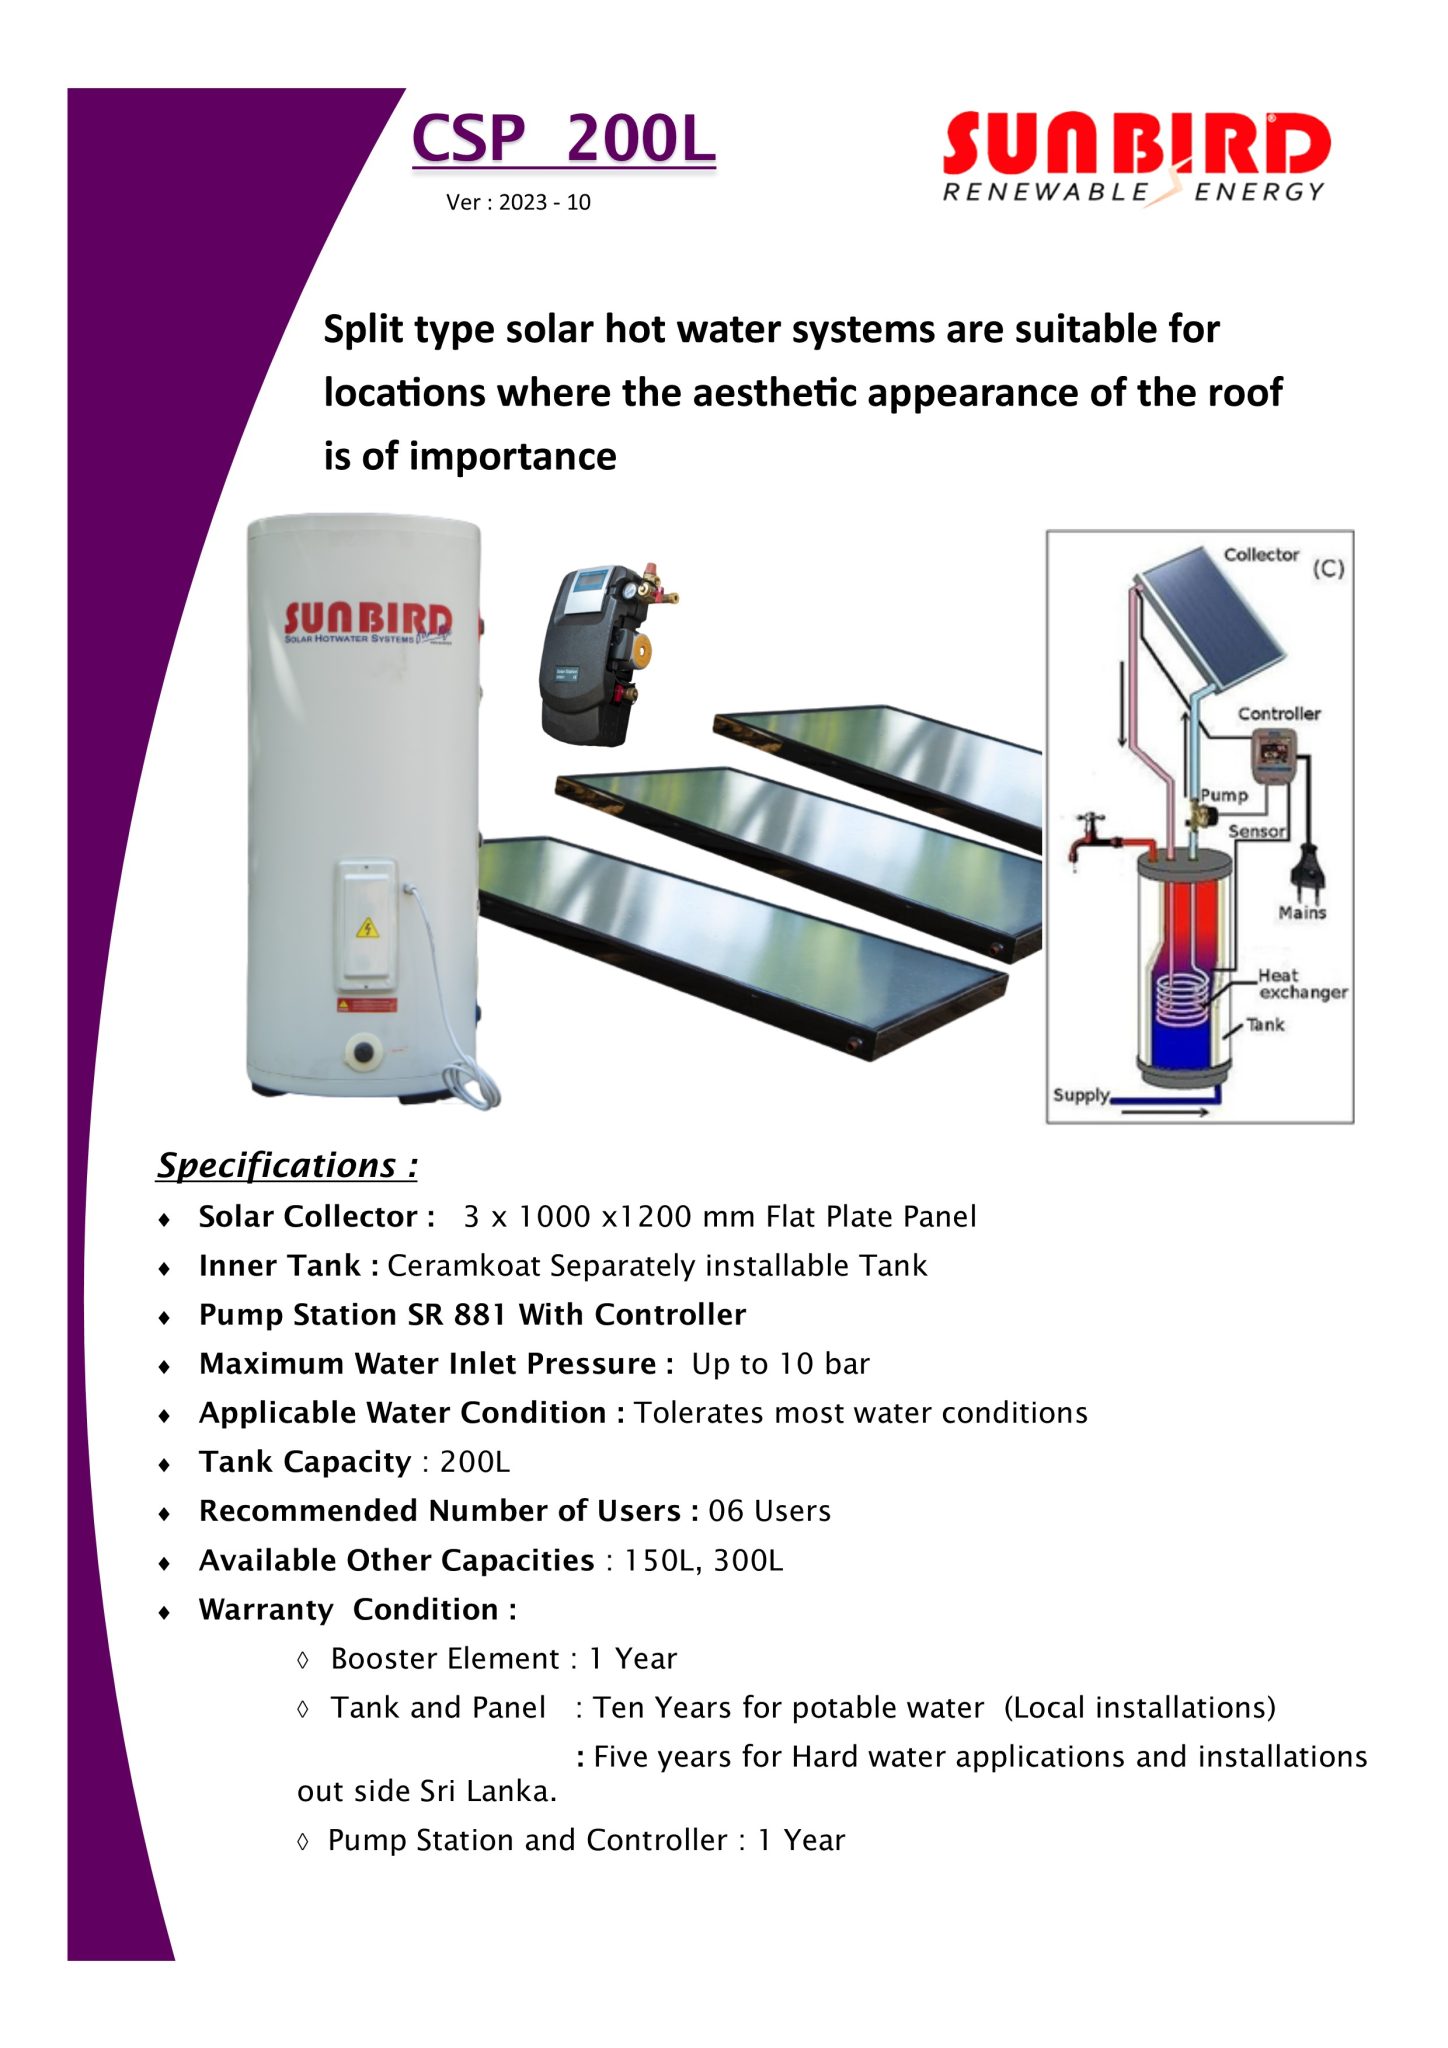 CSP 200L
Ver : 2023 - 10
SUNBIRD®
RENEWABLE ENERGY
Split type solar hot water systems are suitable for
locations where the aesthetic appearance of the roof
is of importance
SUNBIRD
SOLAR HOTWATER SYSTEMS for life
Collector
(C)
Controller
Pump
Sensor
Mains
Heat
exchanger
Tank
Supply
Specifications :
♦ Solar Collector : 3 x 1000 x1200 mm Flat Plate Panel
♦ Inner Tank : Ceramkoat Separately installable Tank
♦ Pump Station SR 881 With Controller
♦ Maximum Water Inlet Pressure : Up to 10 bar
♦ Applicable Water Condition : Tolerates most water conditions
♦ Tank Capacity : 200L
♦ Recommended Number of Users : 06 Users
♦ Available Other Capacities : 150L, 300L
♦ Warranty Condition :
◊ Booster Element : 1 Year
◊ Tank and Panel : Ten Years for potable water (Local installations)
: Five years for Hard water applications and installations
out side Sri Lanka.
◊ Pump Station and Controller : 1 Year